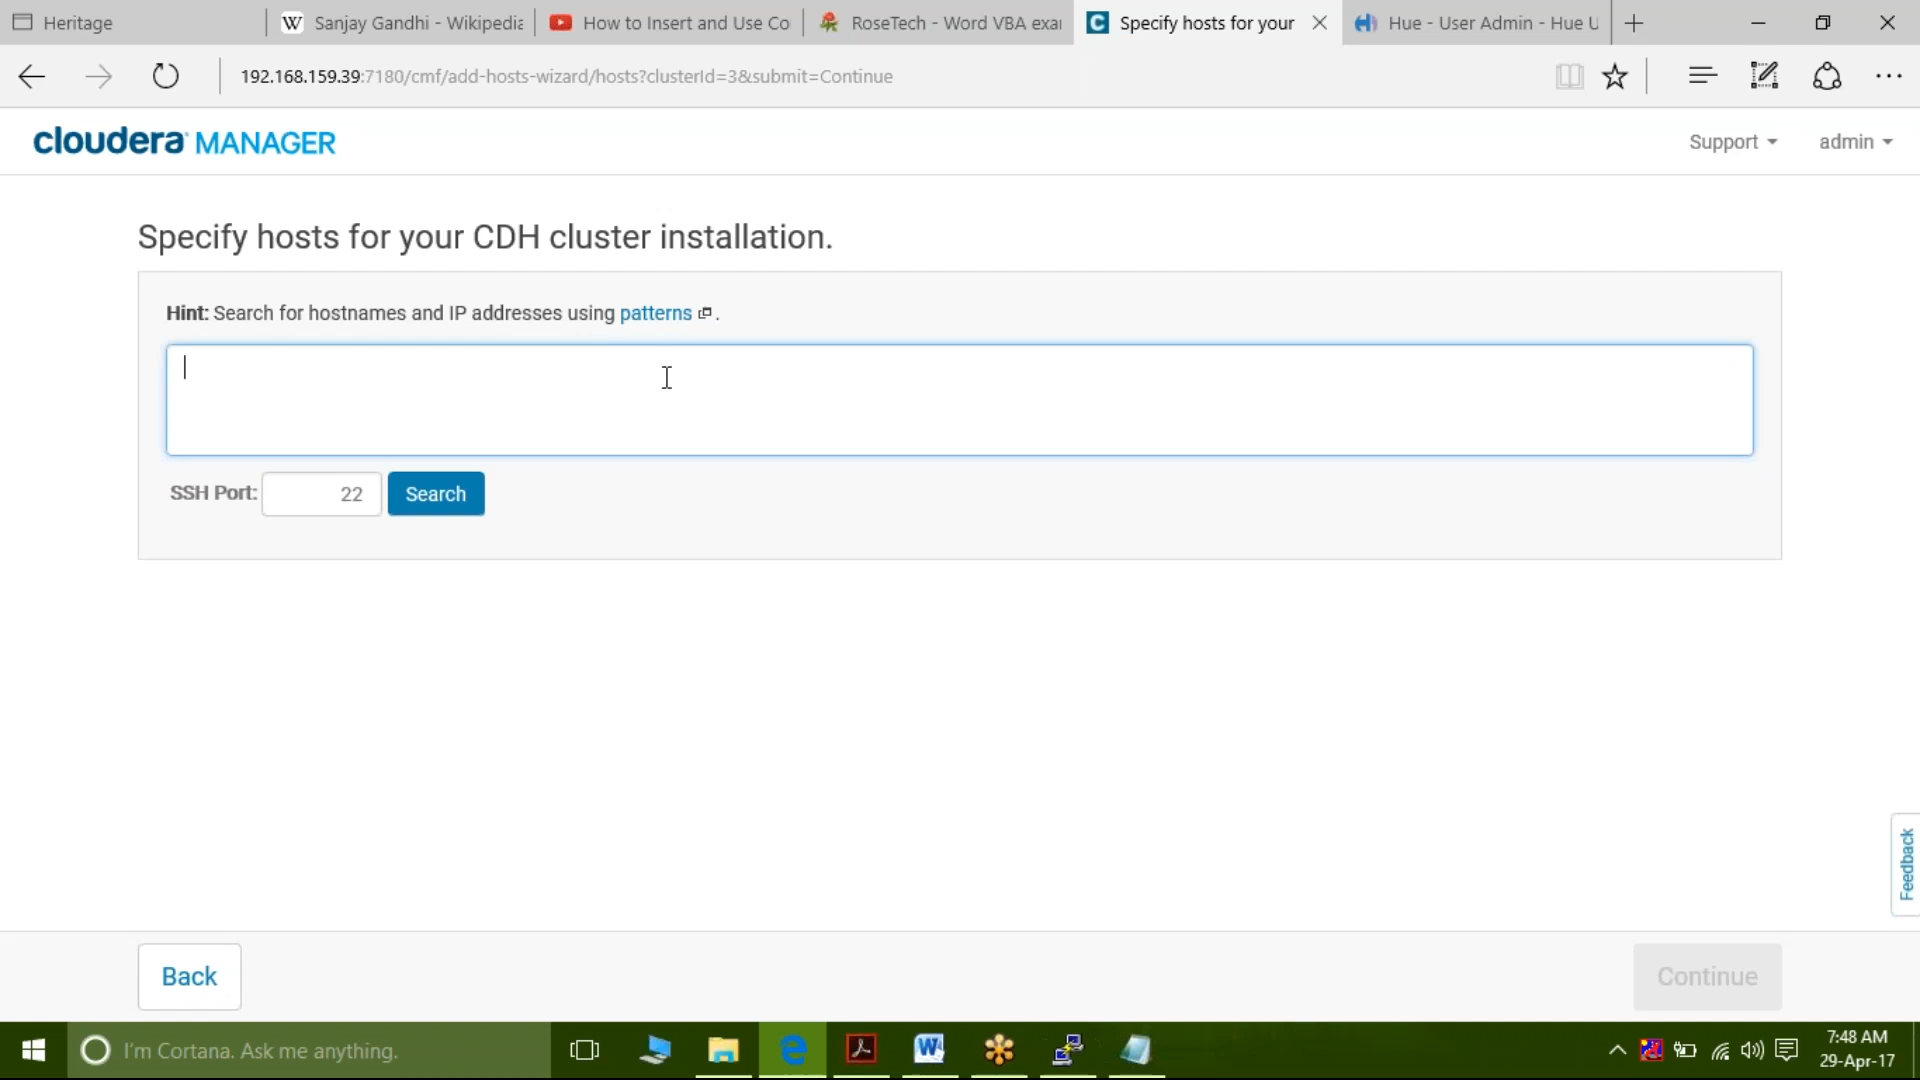 Heritage
Sanjay Gandhi - Wikipedia
How to Insert and Use Co
RoseTech - Word VBA exar
Specify hosts for your
Hue - User Admin - Hue U
192.168.159.39:7180/cmf/add-hosts-wizard/hosts?clusterId=3&submit=Continue
cloudera MANAGER
Support
admin
Specify hosts for your CDH cluster installation.
Hint: Search for hostnames and IP addresses using patterns .
SSH Port: 22 Search
Feedback
Back
Continue
I'm Cortana. Ask me anything.
7:48 AM
29-Apr-17